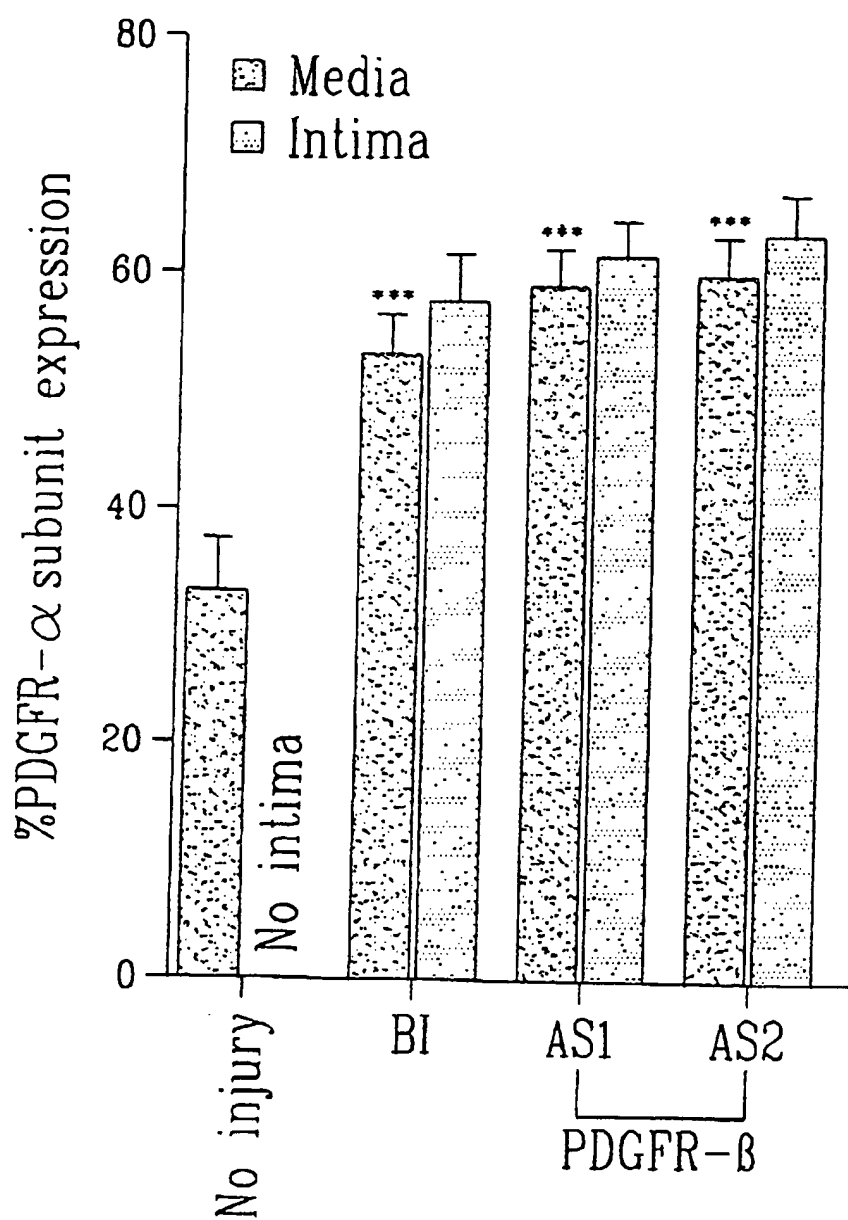 80
Media
Intima
60
40
20
0
%PDGFR-α subunit expression
***
***
***
No intima
No injury
BI
AS1
AS2
PDGFR-β